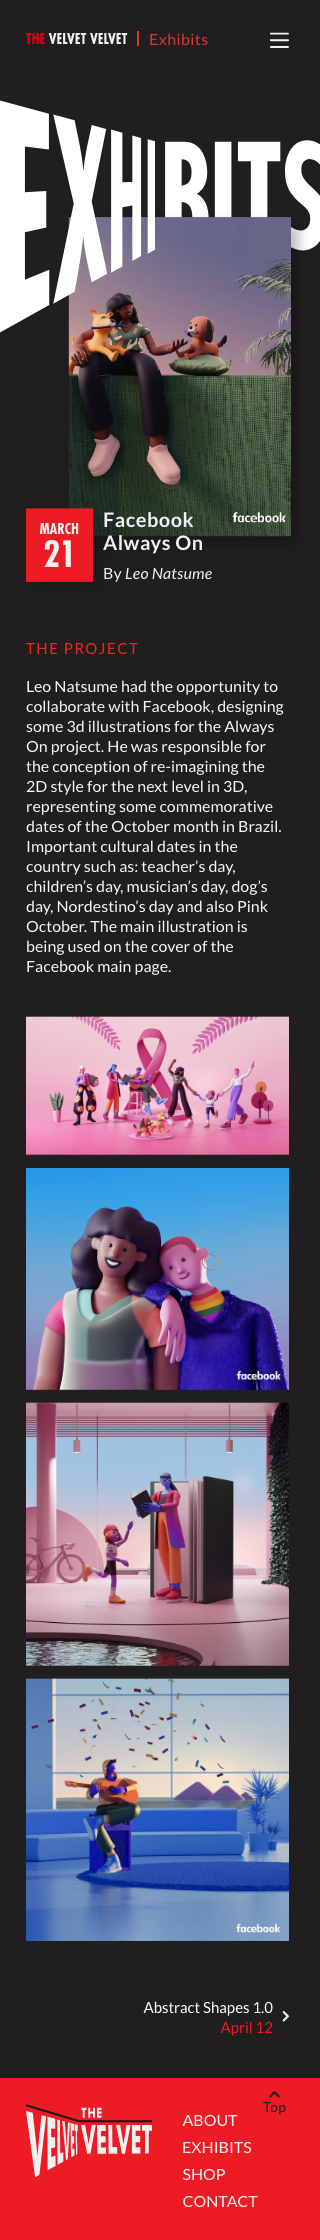 THE VELVET VELVET | Exhibits
EXHIBITS
facebook
MARCH
21
Facebook
Always On
By Leo Natsume
THE PROJECT
Leo Natsume had the opportunity to
collaborate with Facebook, designing
some 3d illustrations for the Always
On project. He was responsible for
the conception of re-imagining the
2D style for the next level in 3D,
representing some commemorative
dates of the October month in Brazil.
Important cultural dates in the
country such as: teacher’s day,
children’s day, musician’s day, dog’s
day, Nordestino’s day and also Pink
October. The main illustration is
being used on the cover of the
Facebook main page.
facebook
facebook
Abstract Shapes 1.0
April 12
Top
THE
VELVET VELVET
ABOUT
EXHIBITS
SHOP
CONTACT